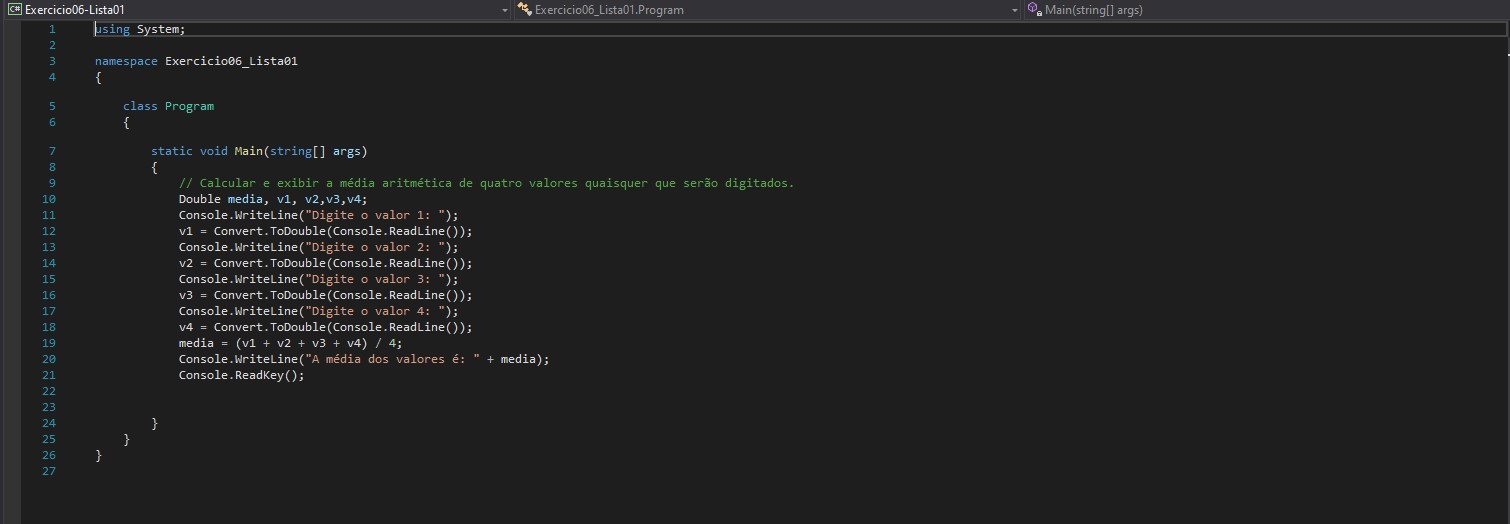 C# Exercicio06-Lista01 Exercicio06_Lista01.Program Main(string[] args)
1 using System;
2
3 namespace Exercicio06_Lista01
4 {
5 class Program
6 {
7 static void Main(string[] args)
8 {
9 // Calcular e exibir a média aritmética de quatro valores quaisquer que serão digitados.
10 Double media, v1, v2,v3,v4;
11 Console.WriteLine("Digite o valor 1: ");
12 v1 = Convert.ToDouble(Console.ReadLine());
13 Console.WriteLine("Digite o valor 2: ");
14 v2 = Convert.ToDouble(Console.ReadLine());
15 Console.WriteLine("Digite o valor 3: ");
16 v3 = Convert.ToDouble(Console.ReadLine());
17 Console.WriteLine("Digite o valor 4: ");
18 v4 = Convert.ToDouble(Console.ReadLine());
19 media = (v1 + v2 + v3 + v4) / 4;
20 Console.WriteLine("A média dos valores é: " + media);
21 Console.ReadKey();
22
23
24 }
25 }
26 }
27